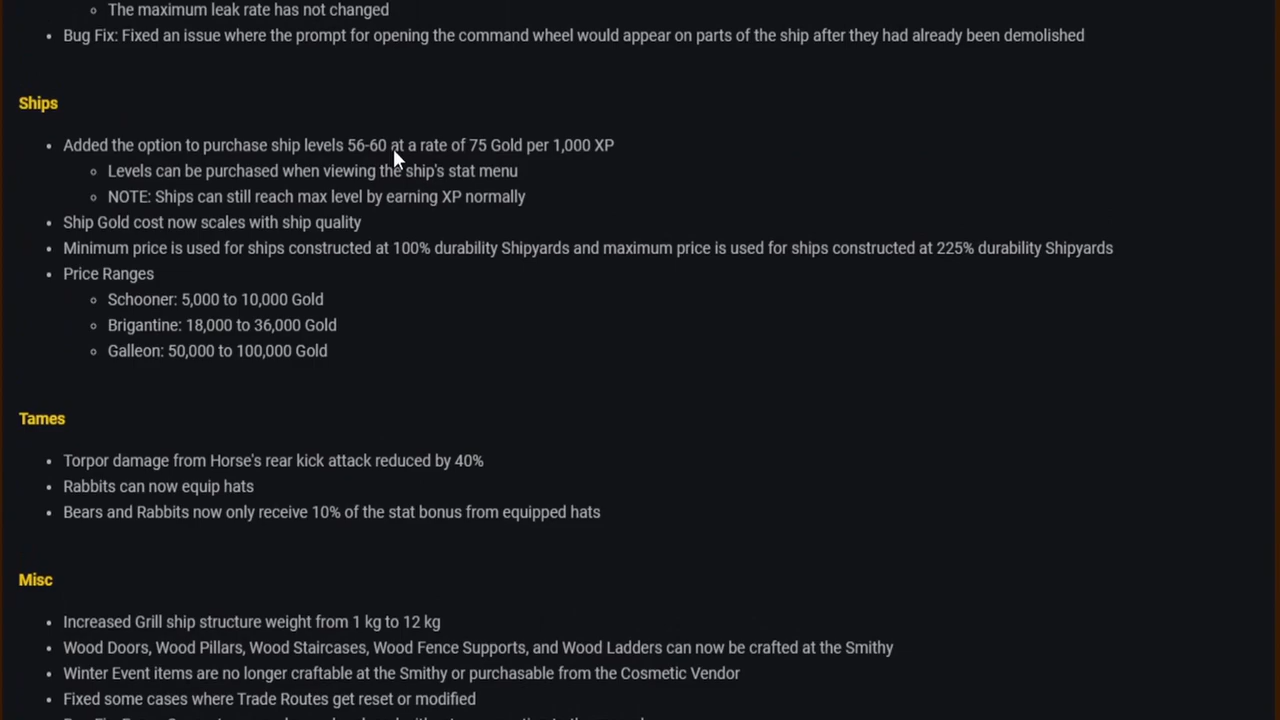 The maximum leak rate has not changed
Bug Fix: Fixed an issue where the prompt for opening the command wheel would appear on parts of the ship after they had already been demolished
Ships
Added the option to purchase ship levels 56-60 at a rate of 75 Gold per 1,000 XP
Levels can be purchased when viewing the ship's stat menu
NOTE: Ships can still reach max level by earning XP normally
Ship Gold cost now scales with ship quality
Minimum price is used for ships constructed at 100% durability Shipyards and maximum price is used for ships constructed at 225% durability Shipyards
Price Ranges
Schooner: 5,000 to 10,000 Gold
Brigantine: 18,000 to 36,000 Gold
Galleon: 50,000 to 100,000 Gold
Tames
Torpor damage from Horse's rear kick attack reduced by 40%
Rabbits can now equip hats
Bears and Rabbits now only receive 10% of the stat bonus from equipped hats
Misc
Increased Grill ship structure weight from 1 kg to 12 kg
Wood Doors, Wood Pillars, Wood Staircases, Wood Fence Supports, and Wood Ladders can now be crafted at the Smithy
Winter Event items are no longer craftable at the Smithy or purchasable from the Cosmetic Vendor
Fixed some cases where Trade Routes get reset or modified